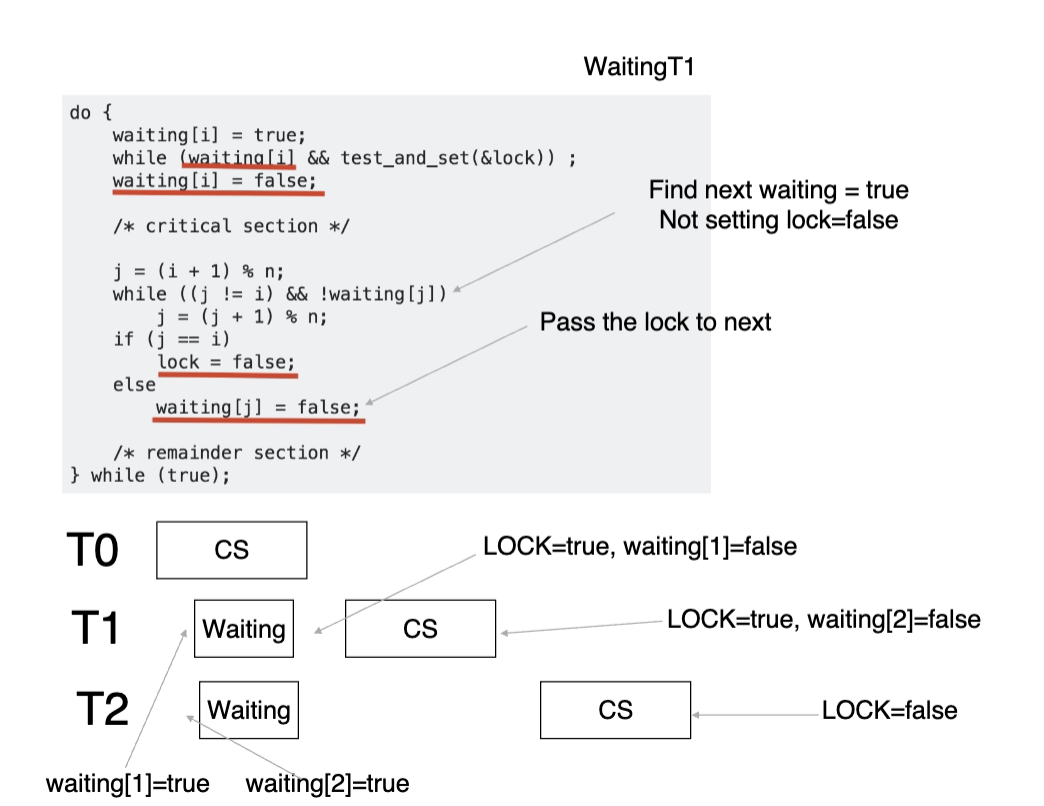 WaitingT1
do {
waiting[i] = true;
while (waiting[i] && test_and_set(&lock)) ;
waiting[i] = false;
/* critical section */
j = (i + 1) % n;
while ((j != i) && !waiting[j])
j = (j + 1) % n;
if (j == i)
lock = false;
else
waiting[j] = false;
/* remainder section */
} while (true);
Find next waiting = true
Not setting lock=false
Pass the lock to next
T0
CS
LOCK=true, waiting[1]=false
T1
Waiting
CS
LOCK=true, waiting[2]=false
T2
Waiting
CS
LOCK=false
waiting[1]=true
waiting[2]=true